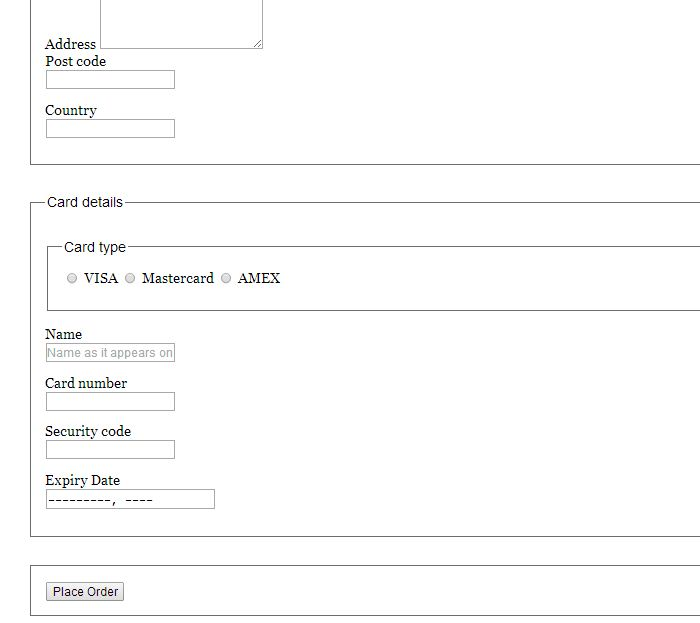 Address
Post code
Country
Card details
Card type
VISA Mastercard AMEX
Name
Name as it appears on
Card number
Security code
Expiry Date
---------, ----
Place Order